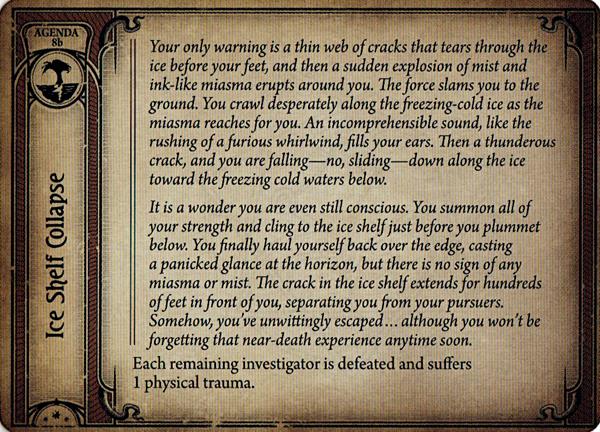 AGENDA
8b
Ice Shelf Collapse
Your only warning is a thin web of cracks that tears through the
ice before your feet, and then a sudden explosion of mist and
ink-like miasma erupts around you. The force slams you to the
ground. You crawl desperately along the freezing-cold ice as the
miasma reaches for you. An incomprehensible sound, like the
rushing of a furious whirlwind, fills your ears. Then a thunderous
crack, and you are falling—no, sliding—down along the ice
toward the freezing cold waters below.
It is a wonder you are even still conscious. You summon all of
your strength and cling to the ice shelf just before you plummet
below. You finally haul yourself back over the edge, casting
a panicked glance at the horizon, but there is no sign of any
miasma or mist. The crack in the ice shelf extends for hundreds
of feet in front of you, separating you from your pursuers.
Somehow, you've unwittingly escaped... although you won't be
forgetting that near-death experience anytime soon.
Each remaining investigator is defeated and suffers
1 physical trauma.